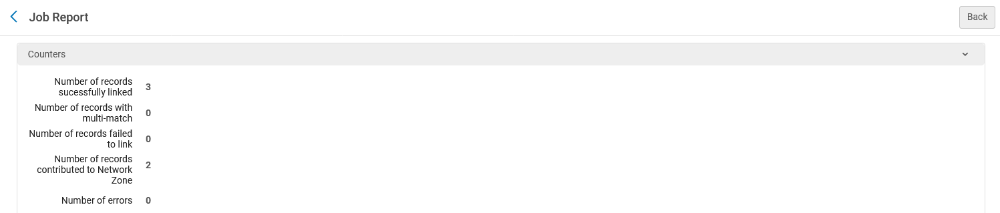 Job Report
Back
Counters
Number of records
sucessfully linked
3
Number of records with
multi-match
0
Number of records failed
to link
0
Number of records
contributed to Network
Zone
2
Number of errors
0